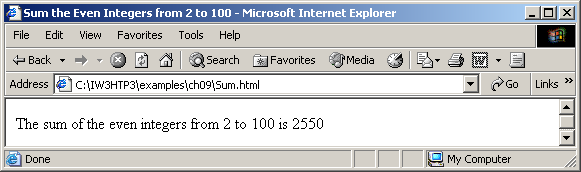 Sum the Even Integers from 2 to 100 - Microsoft Internet Explorer
File Edit View Favorites Tools Help
Back Search Favorites Media
Address C:\IW3HTP3\examples\ch09\Sum.html Go Links »
The sum of the even integers from 2 to 100 is 2550
Done My Computer